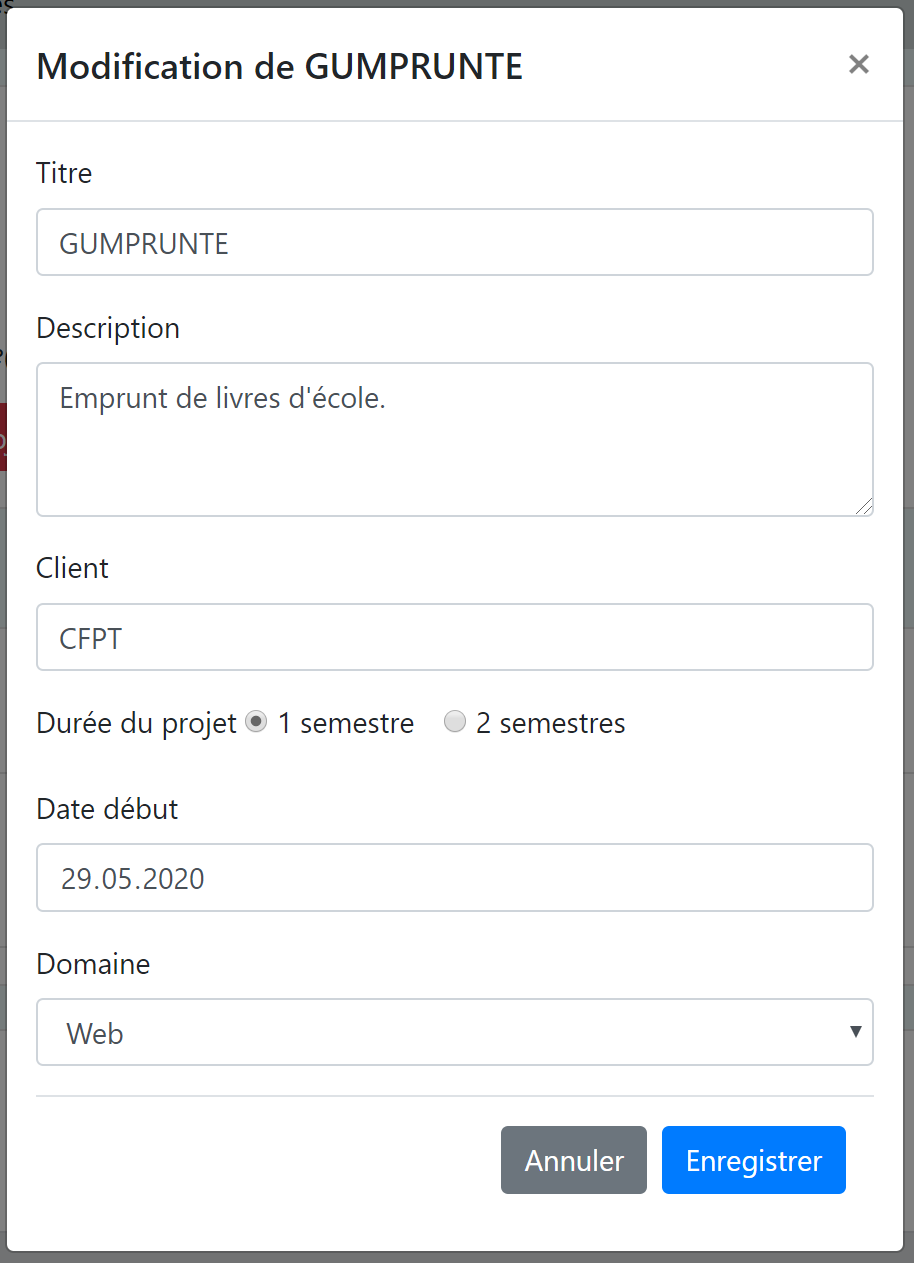 Modification de GUMPRUNTE ×
Titre
GUMPRUNTE
Description
Emprunt de livres d'école.
Client
CFPT
Durée du projet 1 semestre 2 semestres
Date début
29.05.2020
Domaine
Web
Annuler Enregistrer